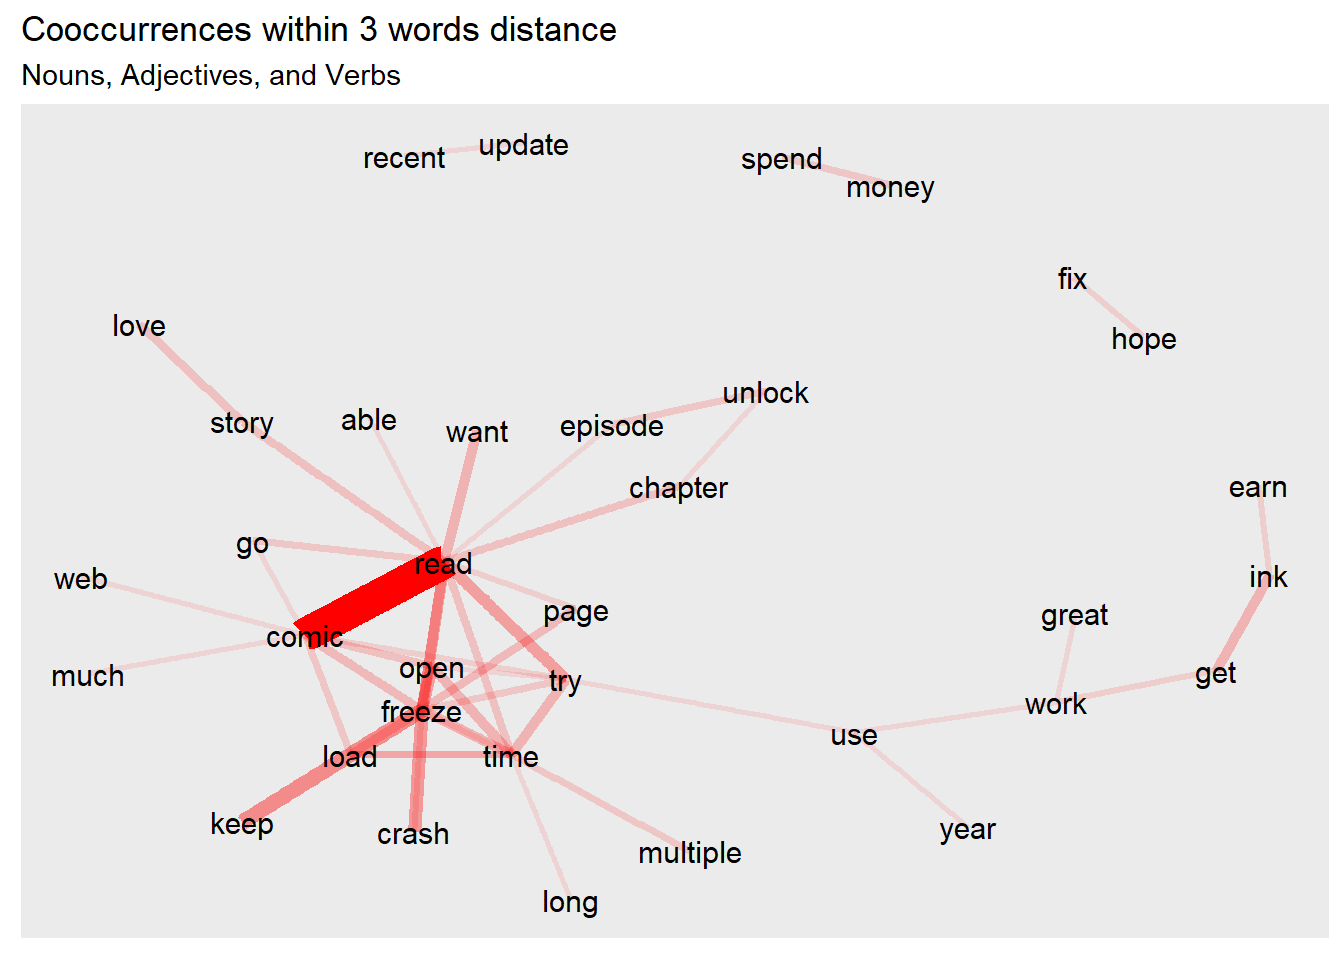 Cooccurrences within 3 words distance
Nouns, Adjectives, and Verbs
recent
update
spend
money
fix
hope
love
story
able
want
episode
unlock
chapter
earn
go
read
web
ink
page
great
comic
much
open
try
get
freeze
work
use
load
time
keep
crash
year
multiple
long